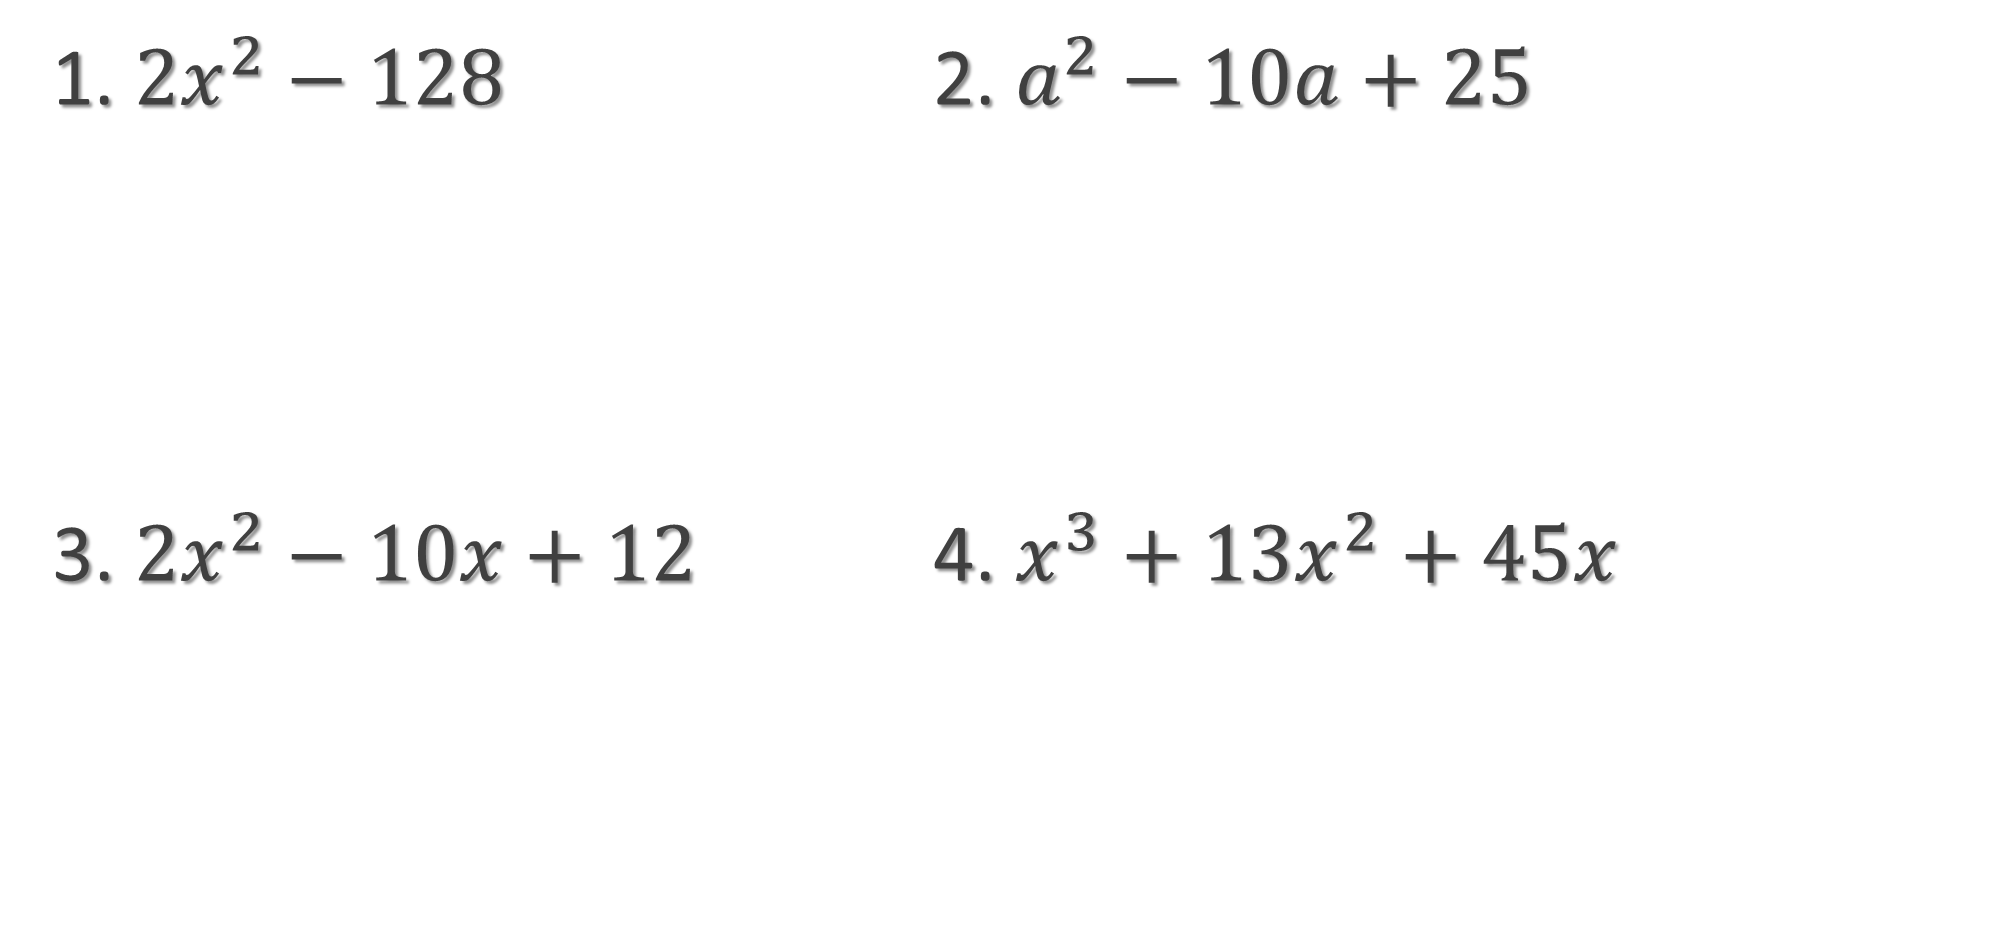 1. 2x² − 128
2. a² − 10a + 25
3. 2x² − 10x + 12
4. x³ + 13x² + 45x